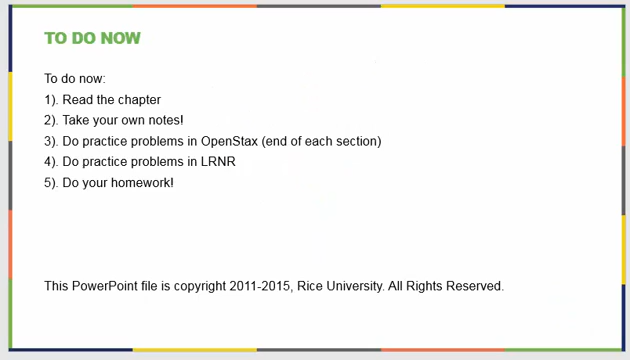 TO DO NOW
To do now:
1). Read the chapter
2). Take your own notes!
3). Do practice problems in OpenStax (end of each section)
4). Do practice problems in LRNR
5). Do your homework!
This PowerPoint file is copyright 2011-2015, Rice University. All Rights Reserved.